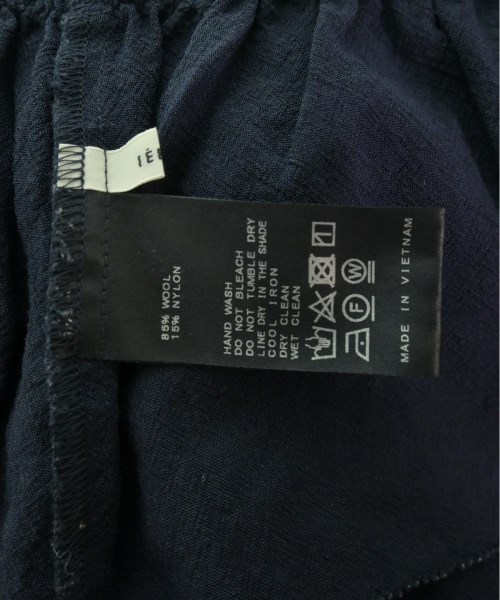 85% WOOL
15% NYLON
HAND WASH
DO NOT BLEACH
DO NOT TUMBLE DRY
LINE DRY IN THE SHADE
COOL IRON
DRY CLEAN
WET CLEAN
F W
MADE IN VIETNAM